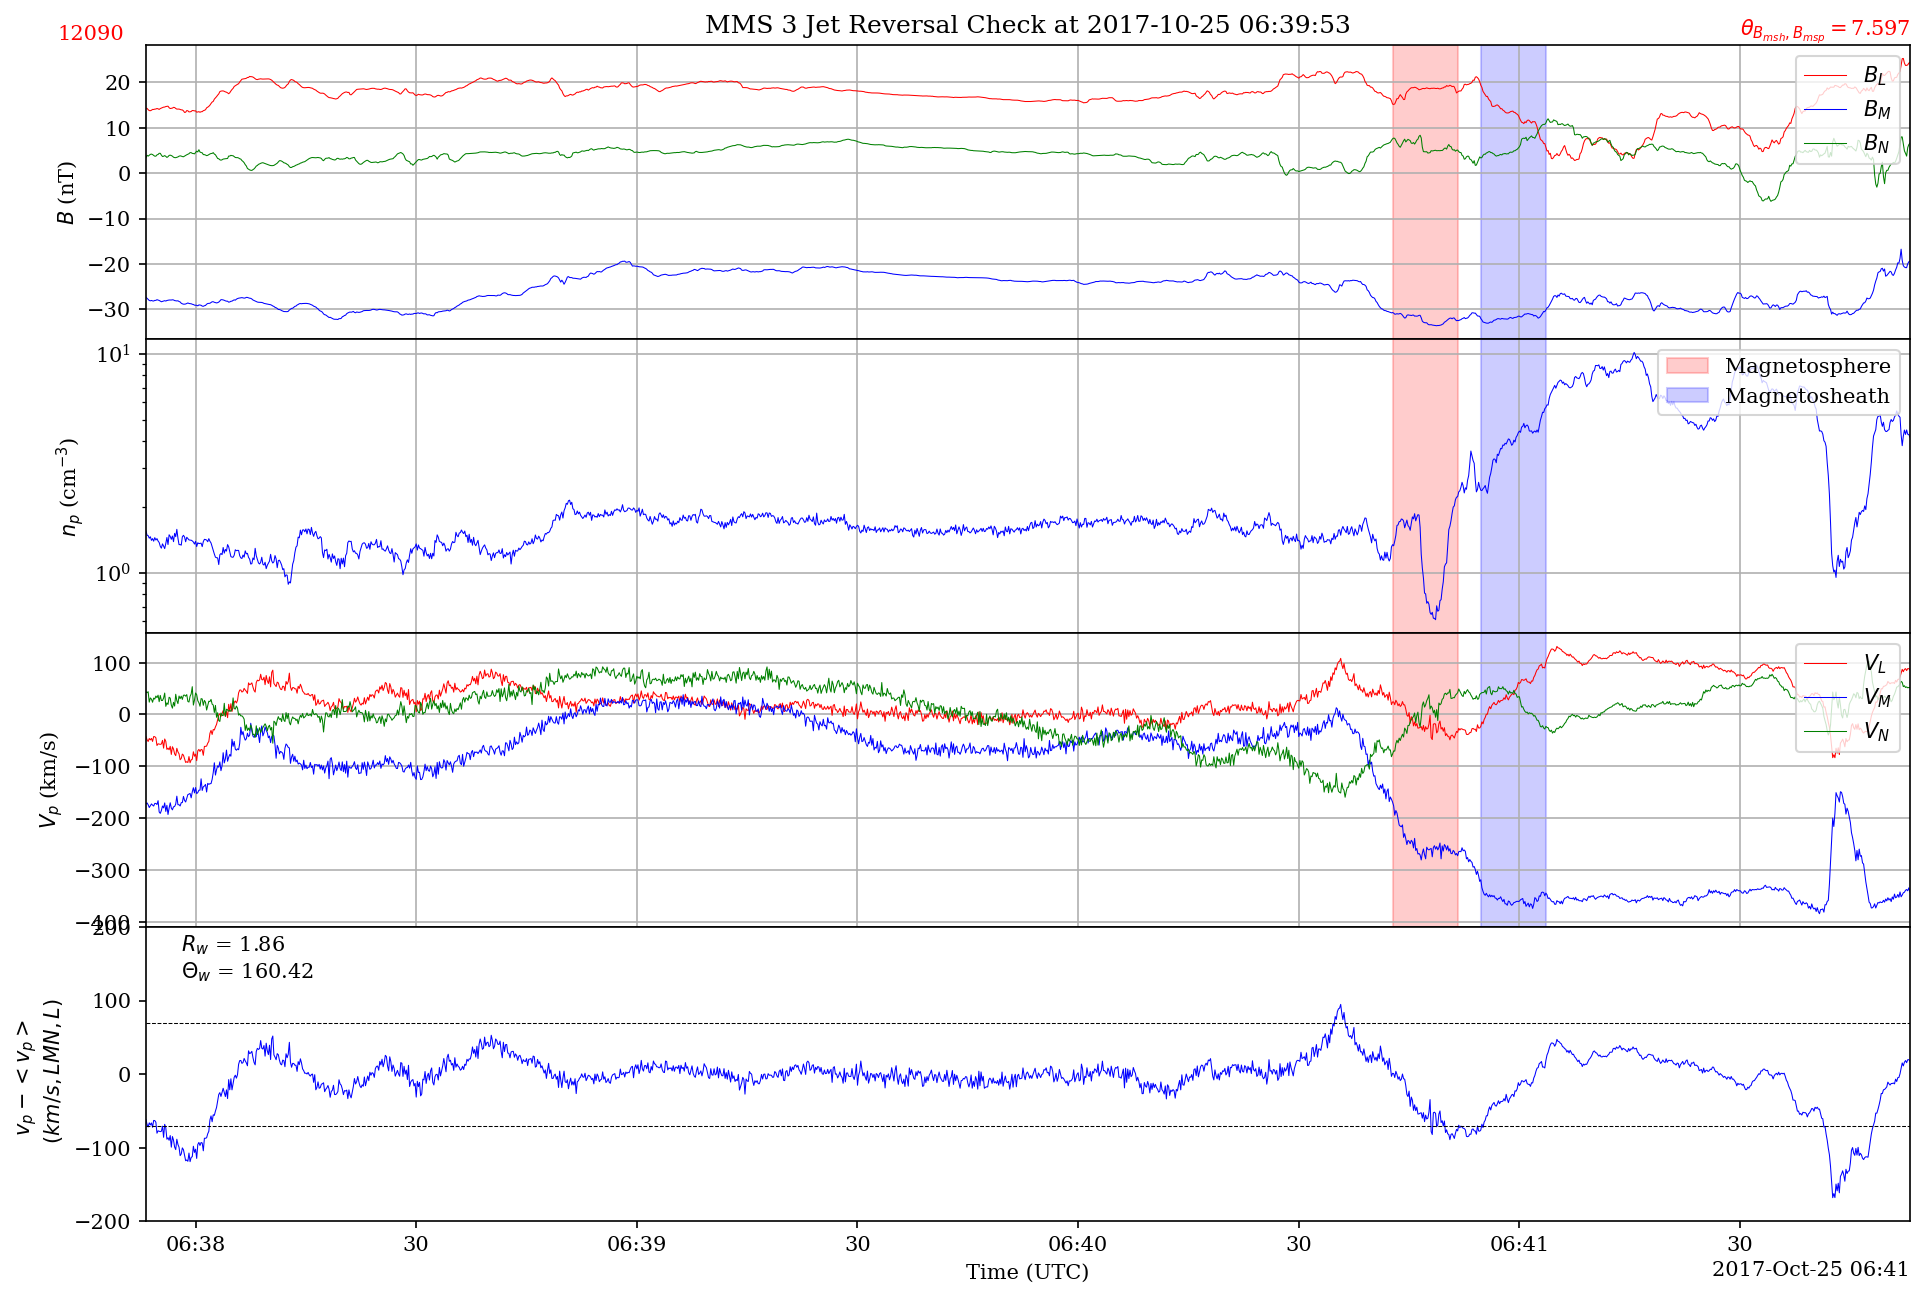 MMS 3 Jet Reversal Check at 2017-10-25 06:39:53
12090
θ_{B_{msh}, B_{msp}} = 7.597
20
10
0
−10
−20
−30
B (nT)
B_L
B_M
B_N
10^1
10^0
n_p (cm^{−3})
Magnetosphere
Magnetosheath
100
0
−100
−200
−300
−400
V_p (km/s)
V_L
V_M
V_N
200
100
0
−100
−200
v_p − < v_p >
(km/s, LMN, L)
R_w = 1.86
Θ_w = 160.42
06:38
30
06:39
30
06:40
30
06:41
30
Time (UTC)
2017-Oct-25 06:41